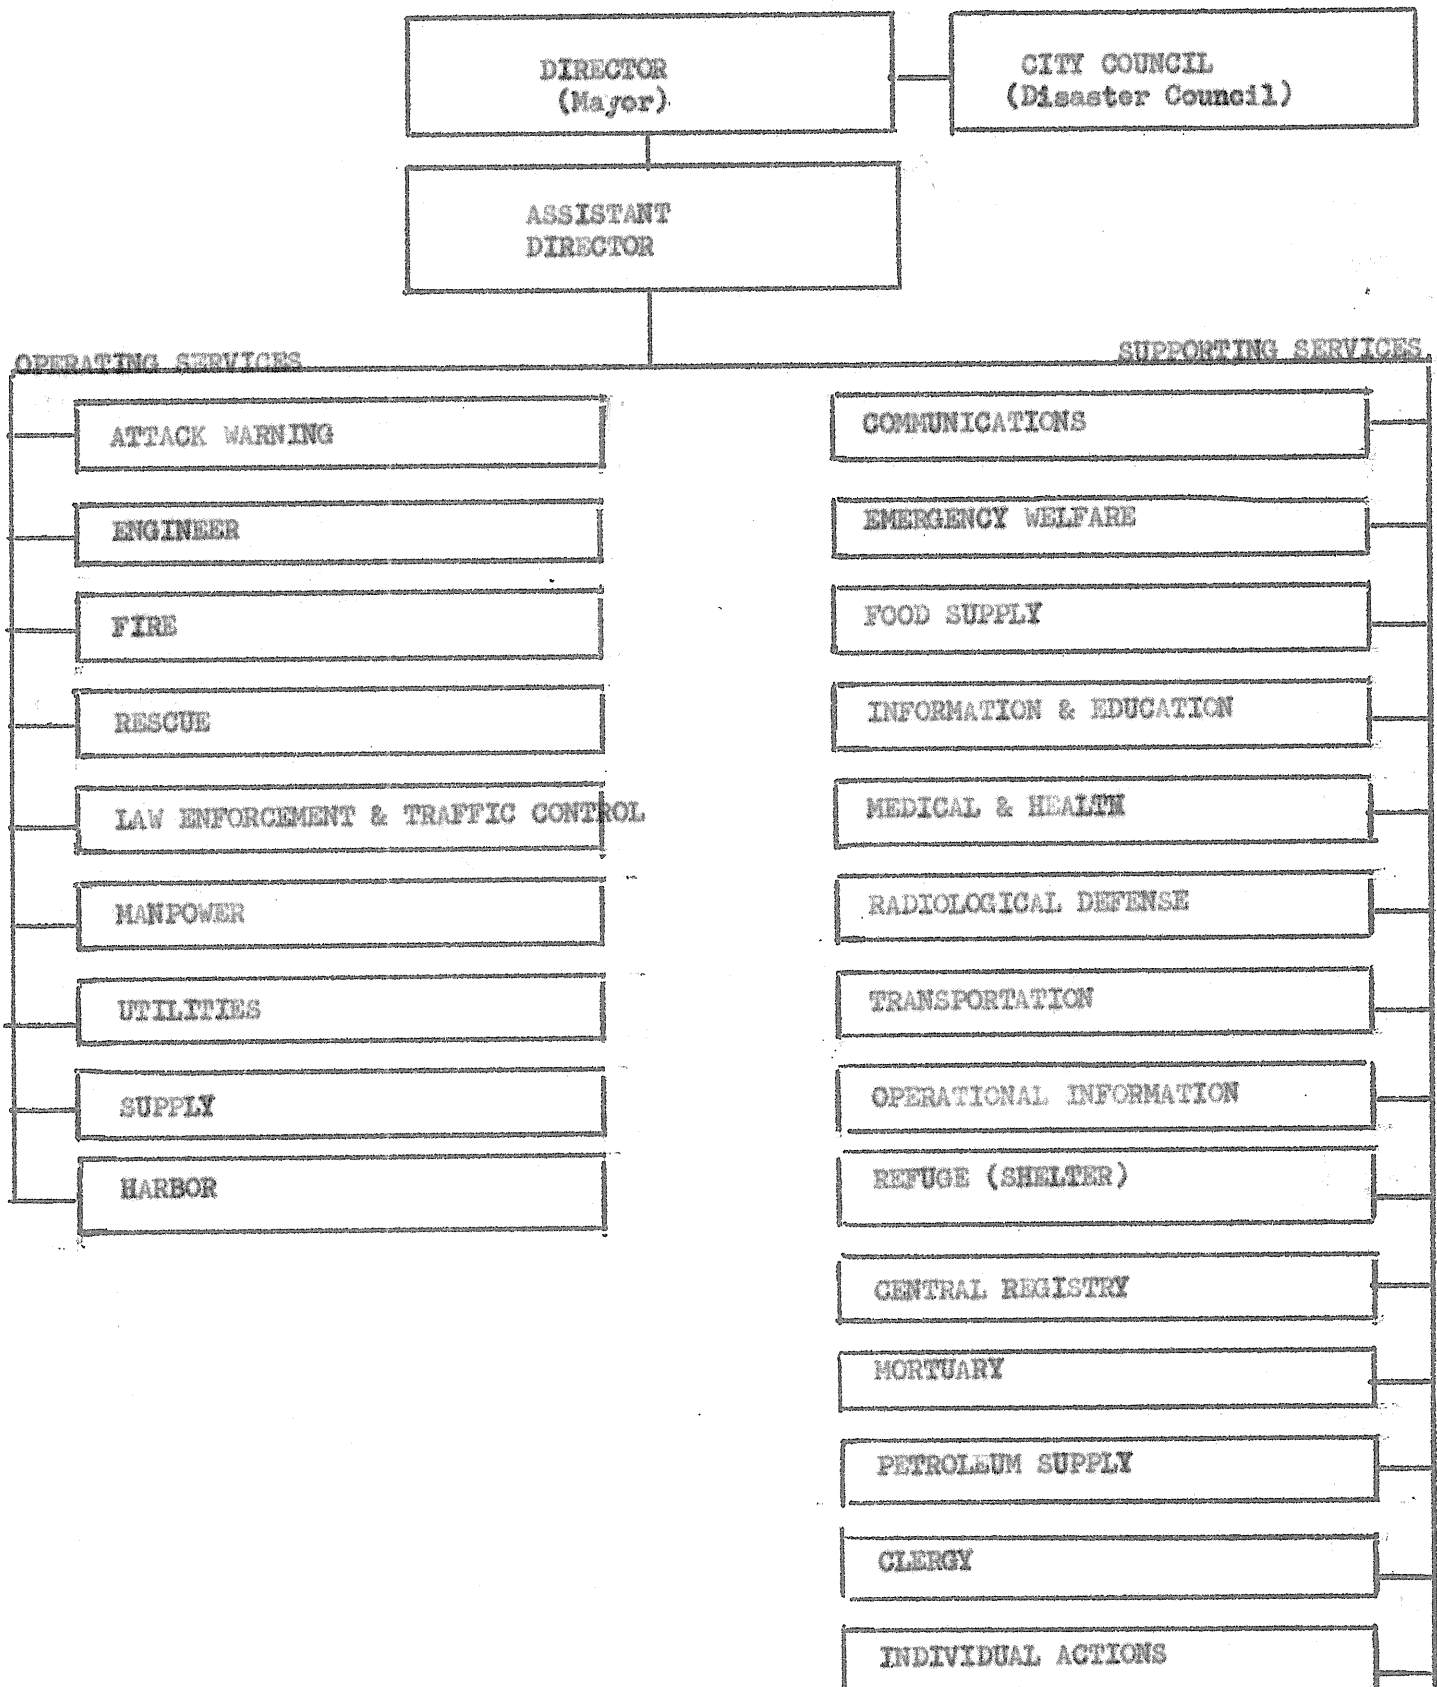 DIRECTOR
(Mayor)
CITY COUNCIL
(Disaster Council)
ASSISTANT
DIRECTOR
OPERATING SERVICES
ATTACK WARNING
ENGINEER
FIRE
RESCUE
LAW ENFORCEMENT & TRAFFIC CONTROL
MANPOWER
UTILITIES
SUPPLY
HARBOR
SUPPORTING SERVICES
COMMUNICATIONS
EMERGENCY WELFARE
FOOD SUPPLY
INFORMATION & EDUCATION
MEDICAL & HEALTH
RADIOLOGICAL DEFENSE
TRANSPORTATION
OPERATIONAL INFORMATION
REFUGE (SHELTER)
CENTRAL REGISTRY
MORTUARY
PETROLEUM SUPPLY
CLERGY
INDIVIDUAL ACTIONS